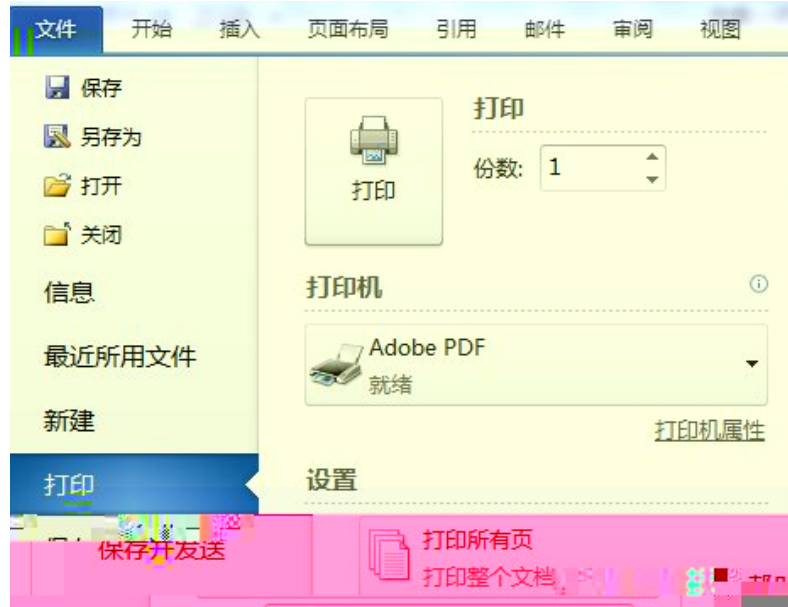 文件 开始 插入 页面布局 引用 邮件 审阅 视图
保存
另存为
打开
关闭
信息
最近所用文件
新建
打印
保存并发送
打印
打印
份数: 1
打印机
Adobe PDF
就绪
打印机属性
设置
打印所有页
打印整个文档